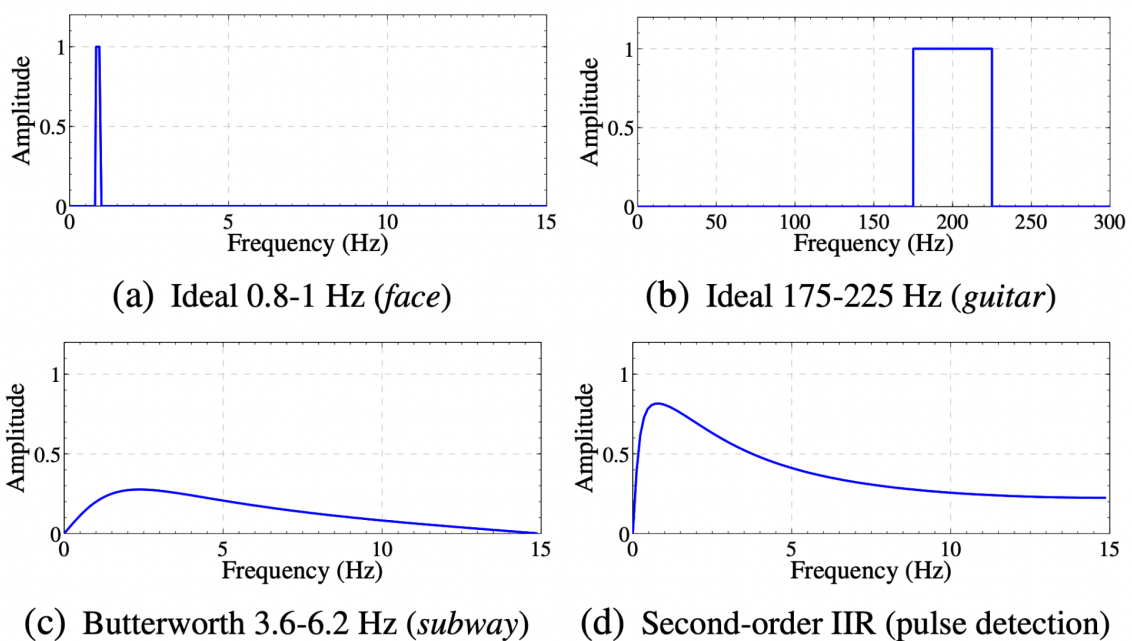 Amplitude
1
0.5
0
0 5 10 15
Frequency (Hz)
(a) Ideal 0.8-1 Hz (face)
Amplitude
1
0.5
0
0 50 100 150 200 250 300
Frequency (Hz)
(b) Ideal 175-225 Hz (guitar)
Amplitude
1
0.5
0
0 5 10 15
Frequency (Hz)
(c) Butterworth 3.6-6.2 Hz (subway)
Amplitude
1
0.5
0
0 5 10 15
Frequency (Hz)
(d) Second-order IIR (pulse detection)